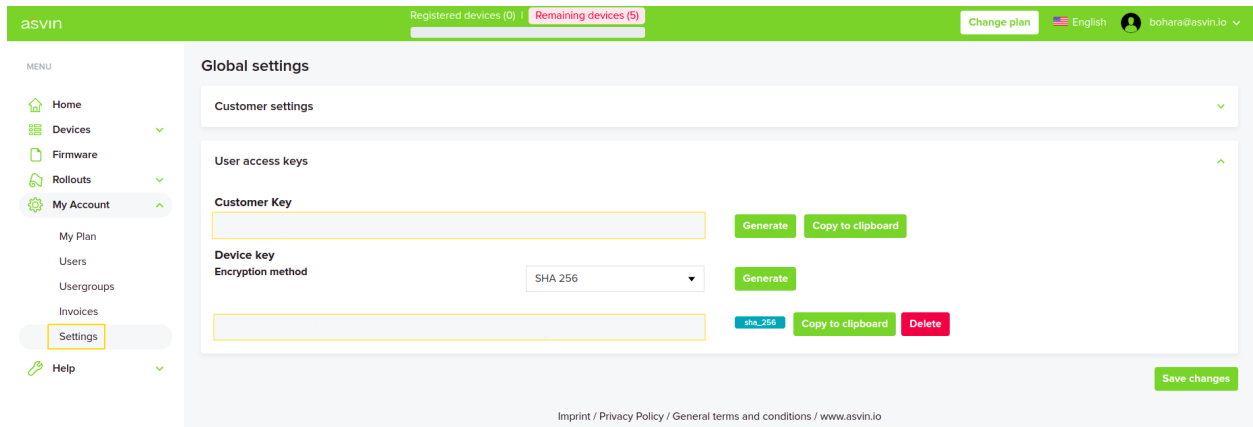 asvin
Registered devices (0) | Remaining devices (5)
Change plan
English
bohara@asvin.io
MENU
Home
Devices
Firmware
Rollouts
My Account
My Plan
Users
Usergroups
Invoices
Settings
Help
Global settings
Customer settings
User access keys
Customer Key
Generate Copy to clipboard
Device key
Encryption method SHA 256 Generate
sha_256 Copy to clipboard Delete
Save changes
Imprint / Privacy Policy / General terms and conditions / www.asvin.io